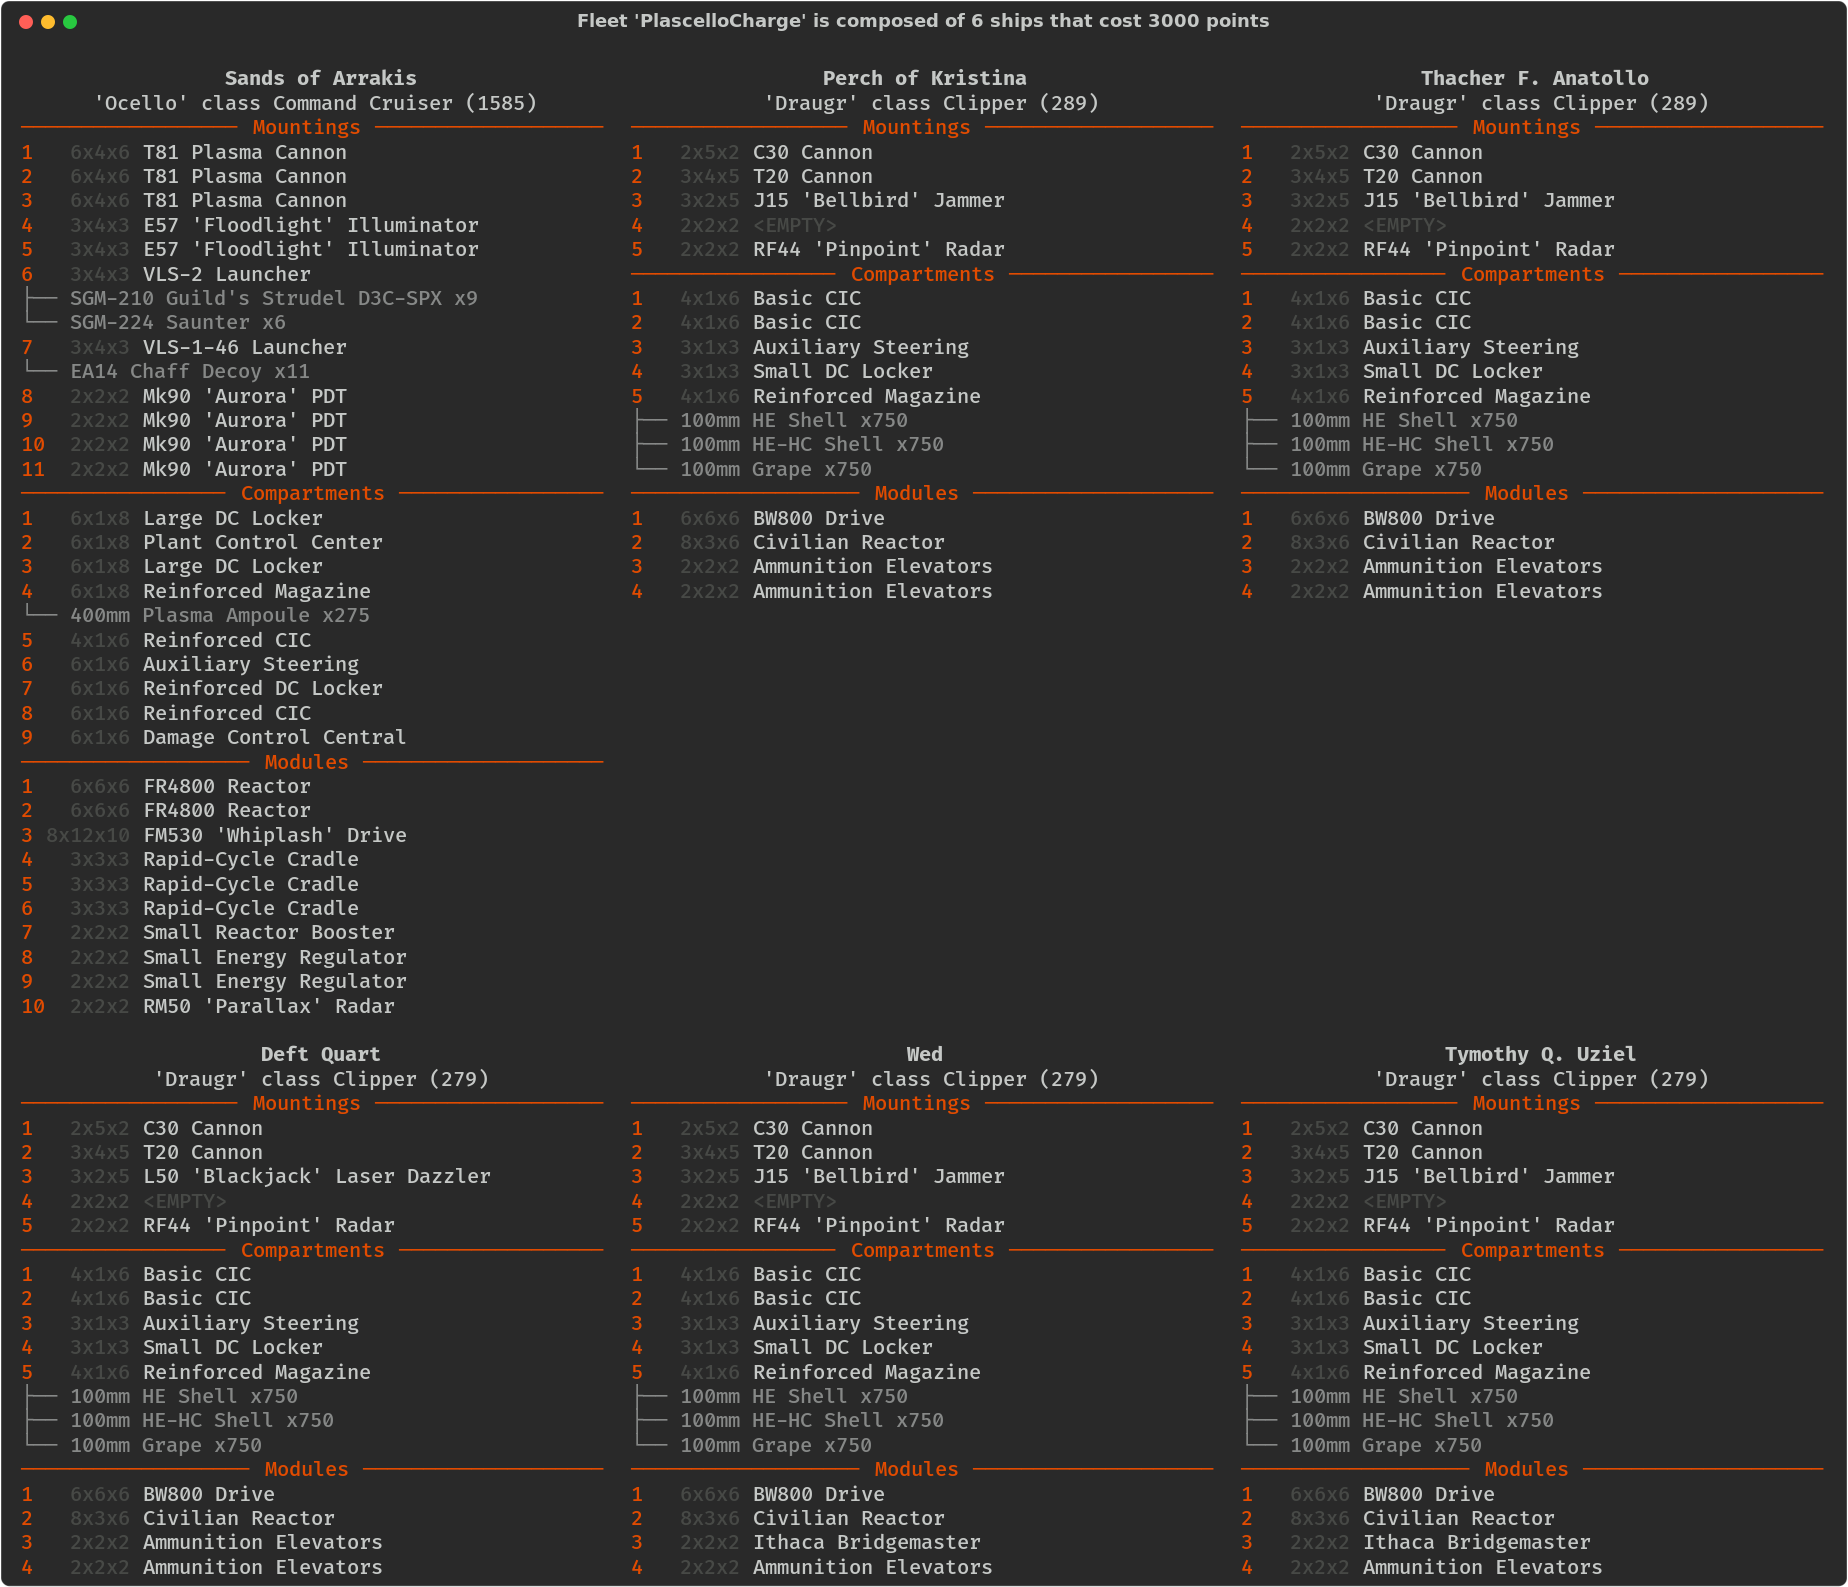 Fleet 'PlascelloCharge' is composed of 6 ships that cost 3000 points
Sands of Arrakis
'Ocello' class Command Cruiser (1585)
Mountings
1 6x4x6 T81 Plasma Cannon
2 6x4x6 T81 Plasma Cannon
3 6x4x6 T81 Plasma Cannon
4 3x4x3 E57 'Floodlight' Illuminator
5 3x4x3 E57 'Floodlight' Illuminator
6 3x4x3 VLS-2 Launcher
SGM-210 Guild's Strudel D3C-SPX x9
SGM-224 Saunter x6
7 3x4x3 VLS-1-46 Launcher
EA14 Chaff Decoy x11
8 2x2x2 Mk90 'Aurora' PDT
9 2x2x2 Mk90 'Aurora' PDT
10 2x2x2 Mk90 'Aurora' PDT
11 2x2x2 Mk90 'Aurora' PDT
Compartments
1 6x1x8 Large DC Locker
2 6x1x8 Plant Control Center
3 6x1x8 Large DC Locker
4 6x1x8 Reinforced Magazine
400mm Plasma Ampoule x275
5 4x1x6 Reinforced CIC
6 6x1x6 Auxiliary Steering
7 6x1x6 Reinforced DC Locker
8 6x1x6 Reinforced CIC
9 6x1x6 Damage Control Central
Modules
1 6x6x6 FR4800 Reactor
2 6x6x6 FR4800 Reactor
3 8x12x10 FM530 'Whiplash' Drive
4 3x3x3 Rapid-Cycle Cradle
5 3x3x3 Rapid-Cycle Cradle
6 3x3x3 Rapid-Cycle Cradle
7 2x2x2 Small Reactor Booster
8 2x2x2 Small Energy Regulator
9 2x2x2 Small Energy Regulator
10 2x2x2 RM50 'Parallax' Radar
Perch of Kristina
'Draugr' class Clipper (289)
Mountings
1 2x5x2 C30 Cannon
2 3x4x5 T20 Cannon
3 3x2x5 J15 'Bellbird' Jammer
4 2x2x2 <EMPTY>
5 2x2x2 RF44 'Pinpoint' Radar
Compartments
1 4x1x6 Basic CIC
2 4x1x6 Basic CIC
3 3x1x3 Auxiliary Steering
4 3x1x3 Small DC Locker
5 4x1x6 Reinforced Magazine
100mm HE Shell x750
100mm HE-HC Shell x750
100mm Grape x750
Modules
1 6x6x6 BW800 Drive
2 8x3x6 Civilian Reactor
3 2x2x2 Ammunition Elevators
4 2x2x2 Ammunition Elevators
Thacher F. Anatollo
'Draugr' class Clipper (289)
Mountings
1 2x5x2 C30 Cannon
2 3x4x5 T20 Cannon
3 3x2x5 J15 'Bellbird' Jammer
4 2x2x2 <EMPTY>
5 2x2x2 RF44 'Pinpoint' Radar
Compartments
1 4x1x6 Basic CIC
2 4x1x6 Basic CIC
3 3x1x3 Auxiliary Steering
4 3x1x3 Small DC Locker
5 4x1x6 Reinforced Magazine
100mm HE Shell x750
100mm HE-HC Shell x750
100mm Grape x750
Modules
1 6x6x6 BW800 Drive
2 8x3x6 Civilian Reactor
3 2x2x2 Ammunition Elevators
4 2x2x2 Ammunition Elevators
Deft Quart
'Draugr' class Clipper (279)
Mountings
1 2x5x2 C30 Cannon
2 3x4x5 T20 Cannon
3 3x2x5 L50 'Blackjack' Laser Dazzler
4 2x2x2 <EMPTY>
5 2x2x2 RF44 'Pinpoint' Radar
Compartments
1 4x1x6 Basic CIC
2 4x1x6 Basic CIC
3 3x1x3 Auxiliary Steering
4 3x1x3 Small DC Locker
5 4x1x6 Reinforced Magazine
100mm HE Shell x750
100mm HE-HC Shell x750
100mm Grape x750
Modules
1 6x6x6 BW800 Drive
2 8x3x6 Civilian Reactor
3 2x2x2 Ammunition Elevators
4 2x2x2 Ammunition Elevators
Wed
'Draugr' class Clipper (279)
Mountings
1 2x5x2 C30 Cannon
2 3x4x5 T20 Cannon
3 3x2x5 J15 'Bellbird' Jammer
4 2x2x2 <EMPTY>
5 2x2x2 RF44 'Pinpoint' Radar
Compartments
1 4x1x6 Basic CIC
2 4x1x6 Basic CIC
3 3x1x3 Auxiliary Steering
4 3x1x3 Small DC Locker
5 4x1x6 Reinforced Magazine
100mm HE Shell x750
100mm HE-HC Shell x750
100mm Grape x750
Modules
1 6x6x6 BW800 Drive
2 8x3x6 Civilian Reactor
3 2x2x2 Ithaca Bridgemaster
4 2x2x2 Ammunition Elevators
Tymothy Q. Uziel
'Draugr' class Clipper (279)
Mountings
1 2x5x2 C30 Cannon
2 3x4x5 T20 Cannon
3 3x2x5 J15 'Bellbird' Jammer
4 2x2x2 <EMPTY>
5 2x2x2 RF44 'Pinpoint' Radar
Compartments
1 4x1x6 Basic CIC
2 4x1x6 Basic CIC
3 3x1x3 Auxiliary Steering
4 3x1x3 Small DC Locker
5 4x1x6 Reinforced Magazine
100mm HE Shell x750
100mm HE-HC Shell x750
100mm Grape x750
Modules
1 6x6x6 BW800 Drive
2 8x3x6 Civilian Reactor
3 2x2x2 Ithaca Bridgemaster
4 2x2x2 Ammunition Elevators